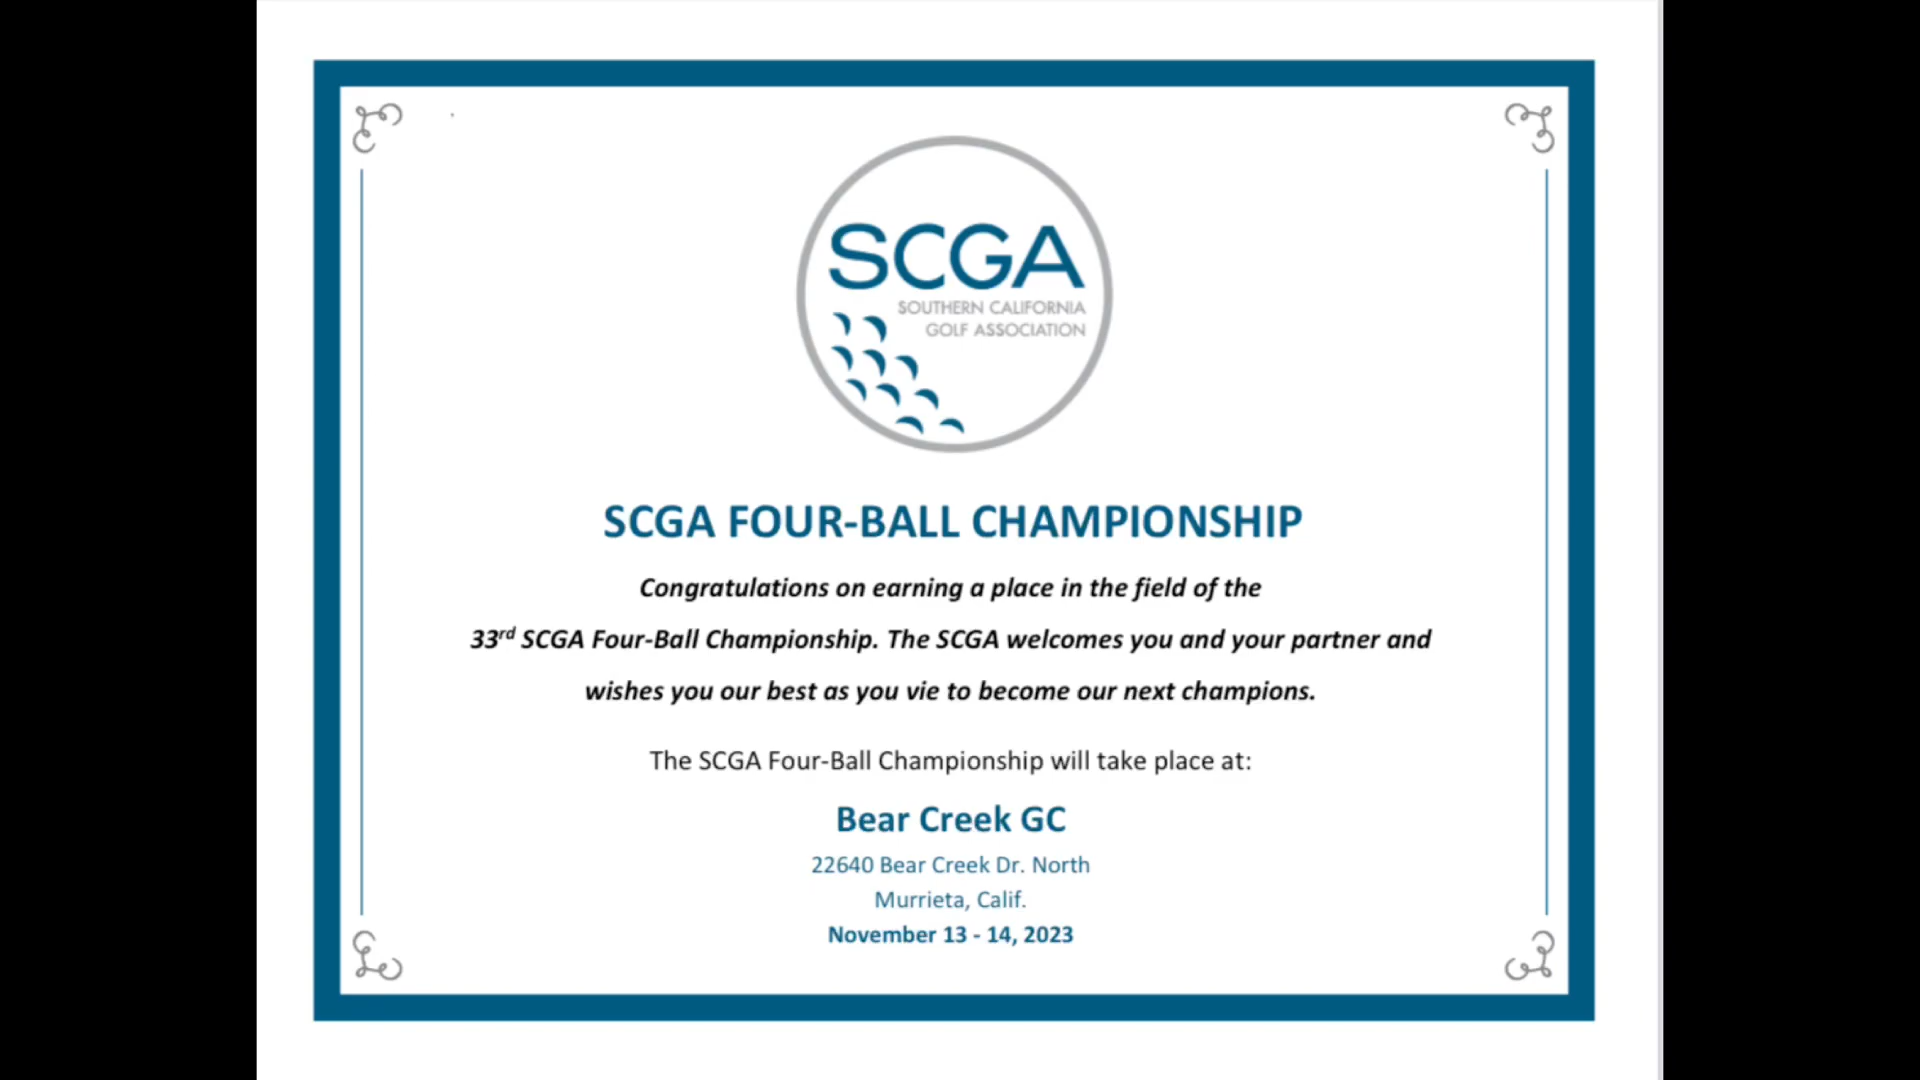 SCGA
SOUTHERN CALIFORNIA
GOLF ASSOCIATION
SCGA FOUR-BALL CHAMPIONSHIP
Congratulations on earning a place in the field of the
33rd SCGA Four-Ball Championship. The SCGA welcomes you and your partner and
wishes you our best as you vie to become our next champions.
The SCGA Four-Ball Championship will take place at:
Bear Creek GC
22640 Bear Creek Dr. North
Murrieta, Calif.
November 13 - 14, 2023